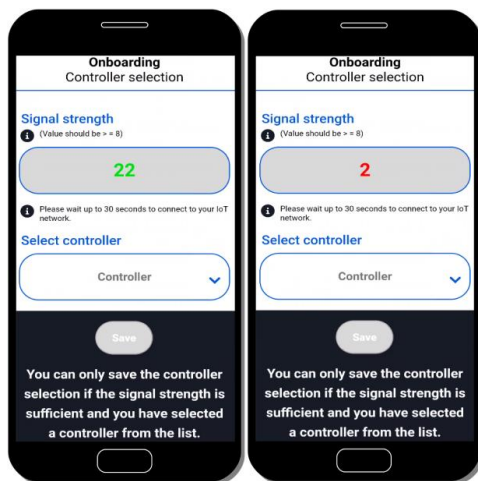 Onboarding
Controller selection
Signal strength
i (Value should be > = 8)
22
i Please wait up to 30 seconds to connect to your IoT
network.
Select controller
Controller
Save
You can only save the controller
selection if the signal strength is
sufficient and you have selected
a controller from the list.
Onboarding
Controller selection
Signal strength
i (Value should be > = 8)
2
i Please wait up to 30 seconds to connect to your IoT
network.
Select controller
Controller
Save
You can only save the controller
selection if the signal strength is
sufficient and you have selected
a controller from the list.